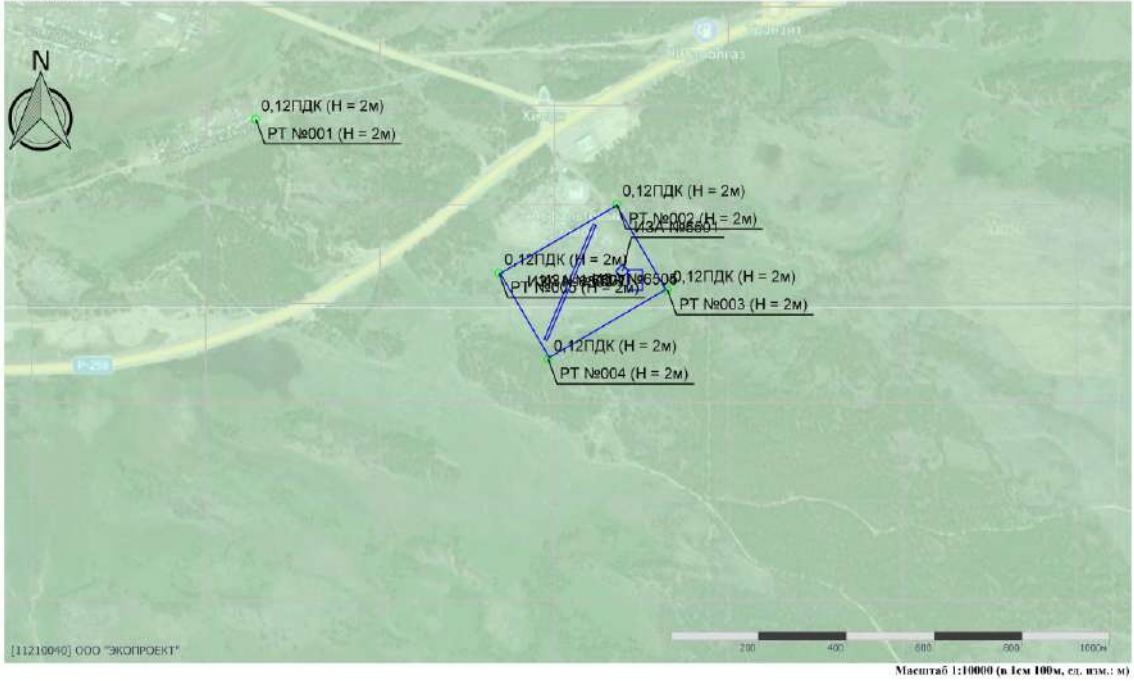 N
0,12ПДК (Н = 2м)
РТ №001 (Н = 2м)
0,12ПДК (Н = 2м)
РТ №002 (Н = 2м)
0,12ПДК (Н = 2м)
0,12ПДК (Н = 2м)
РТ №003 (Н = 2м)
0,12ПДК (Н = 2м)
РТ №004 (Н = 2м)
Р-258
[11210040] ООО "ЭКОПРОЕКТ"
200 400 600 800 1000м
Масштаб 1:10000 (в 1см 100м, ед. изм.: м)